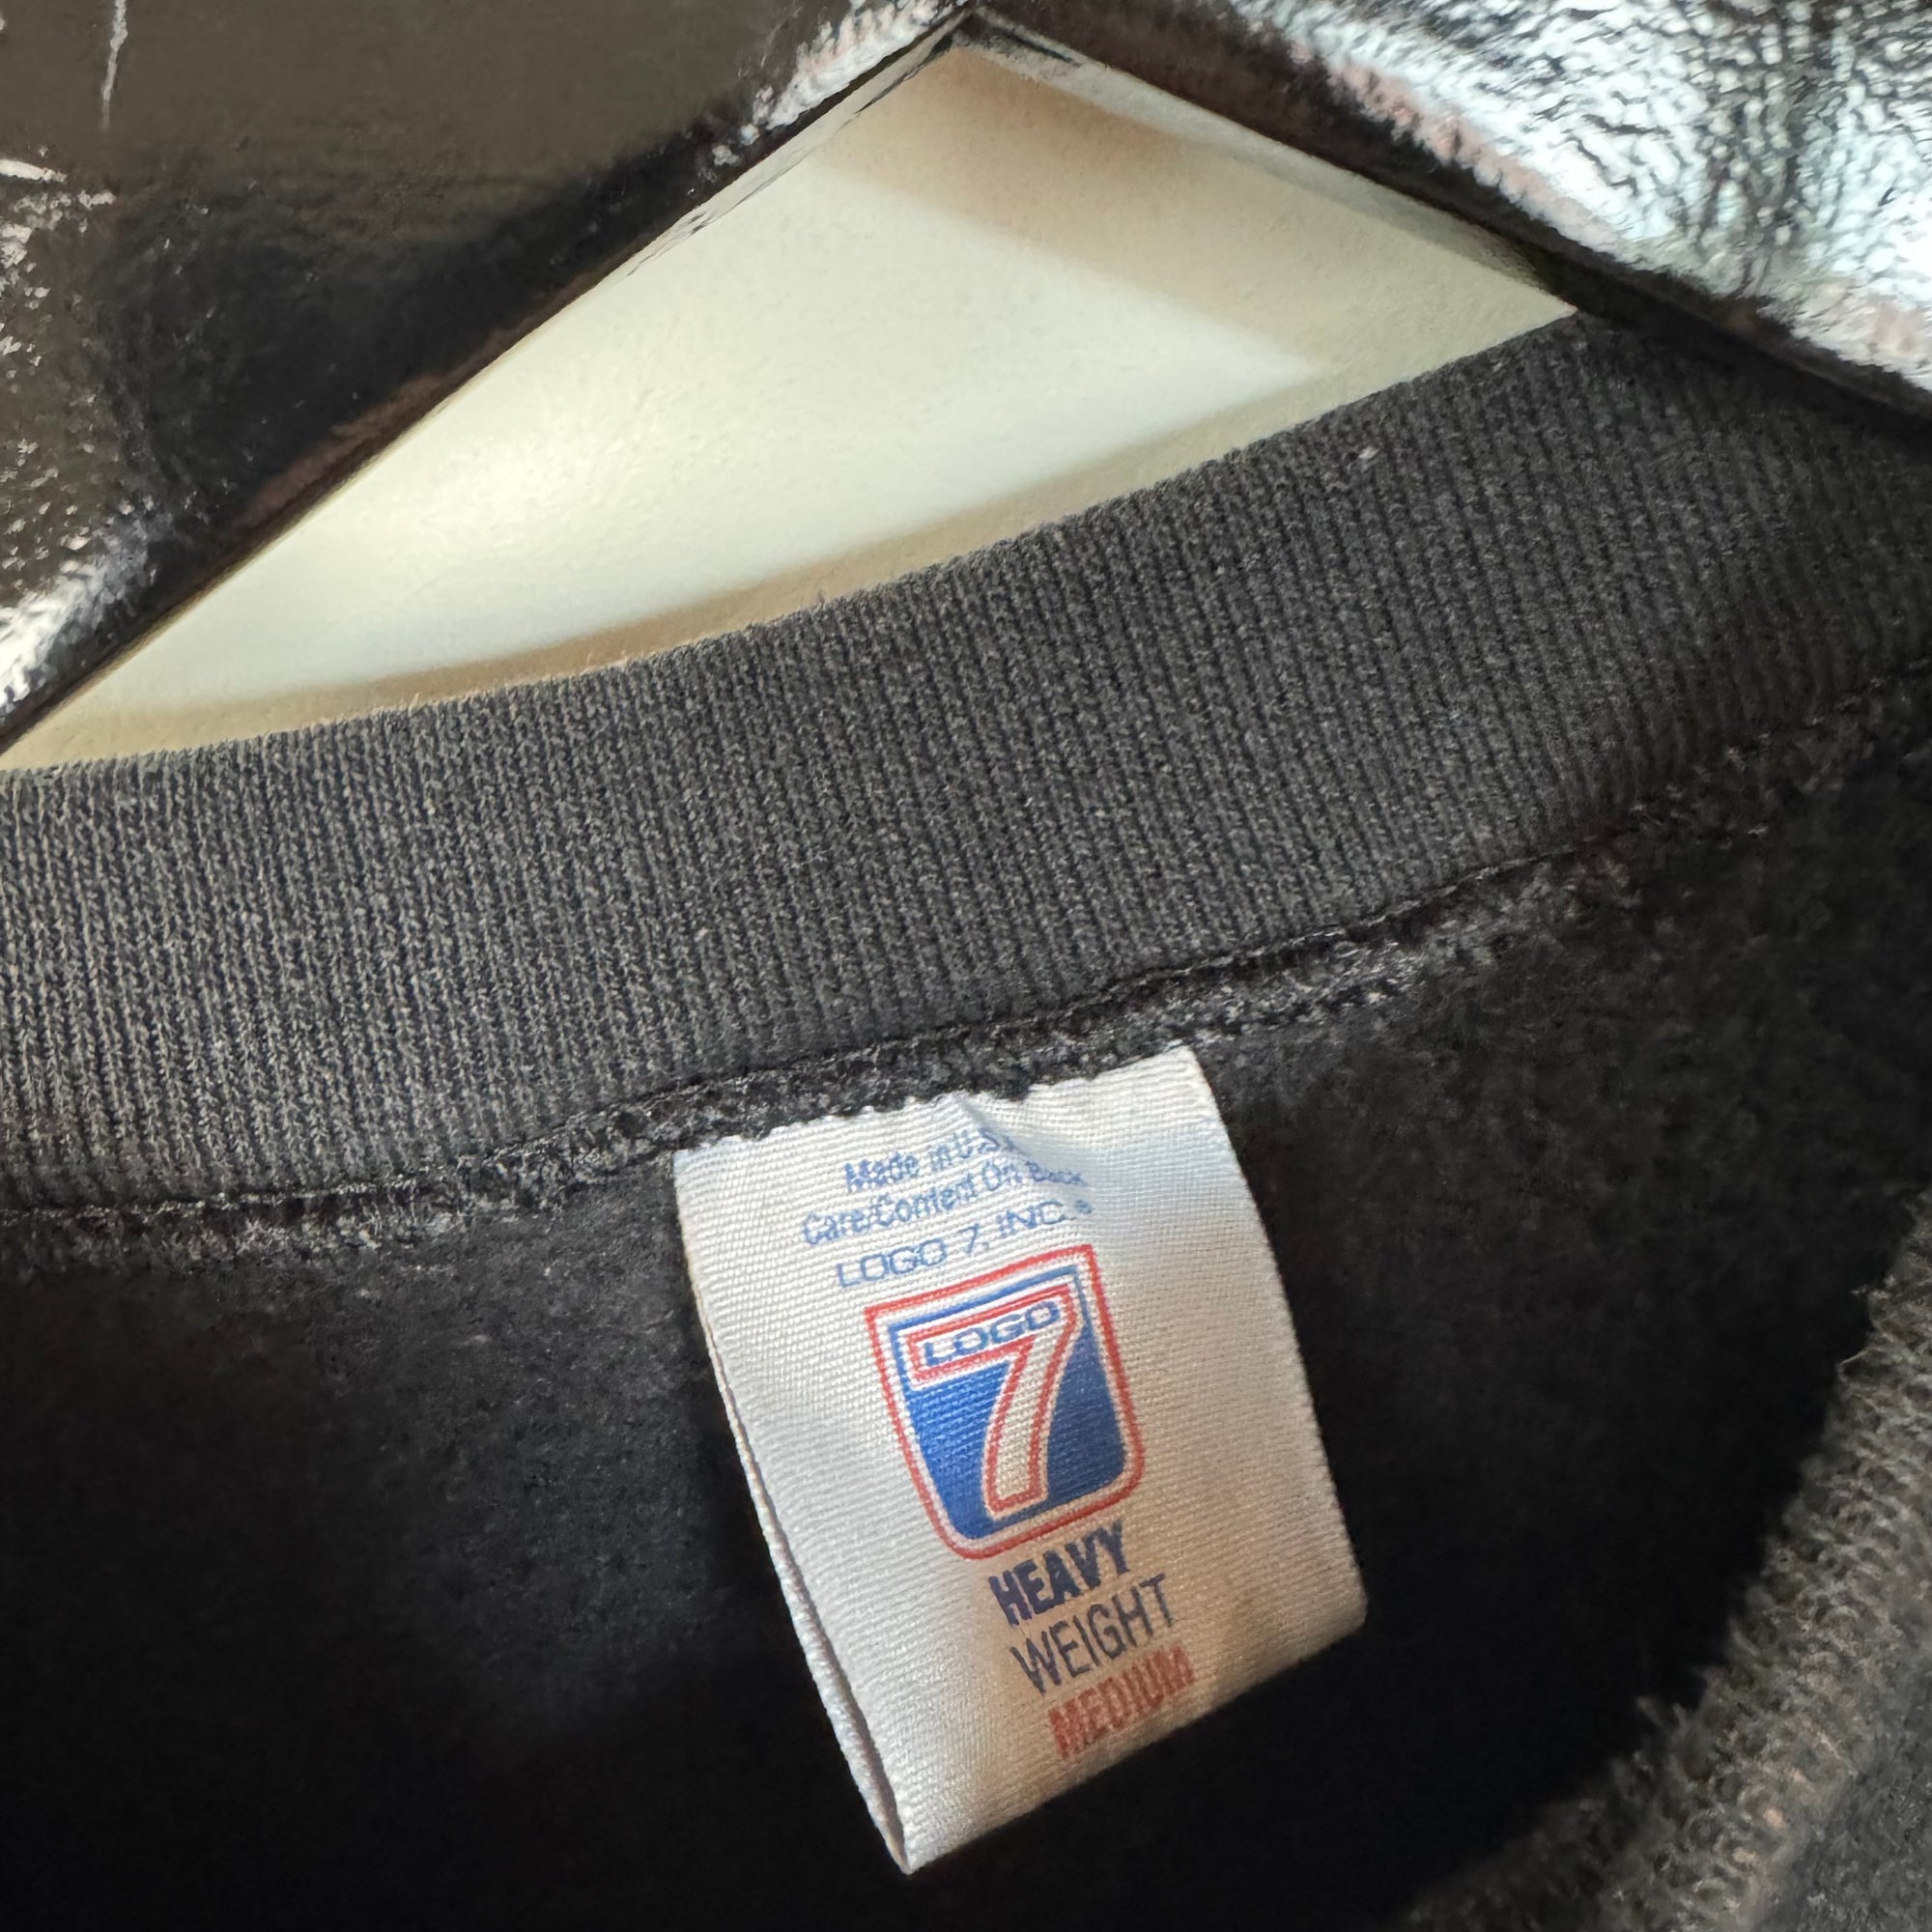 Made in U.S.A.
Care/Content On Back
LOGO 7, INC.®
LOGO
7
HEAVY
WEIGHT
MEDIUM